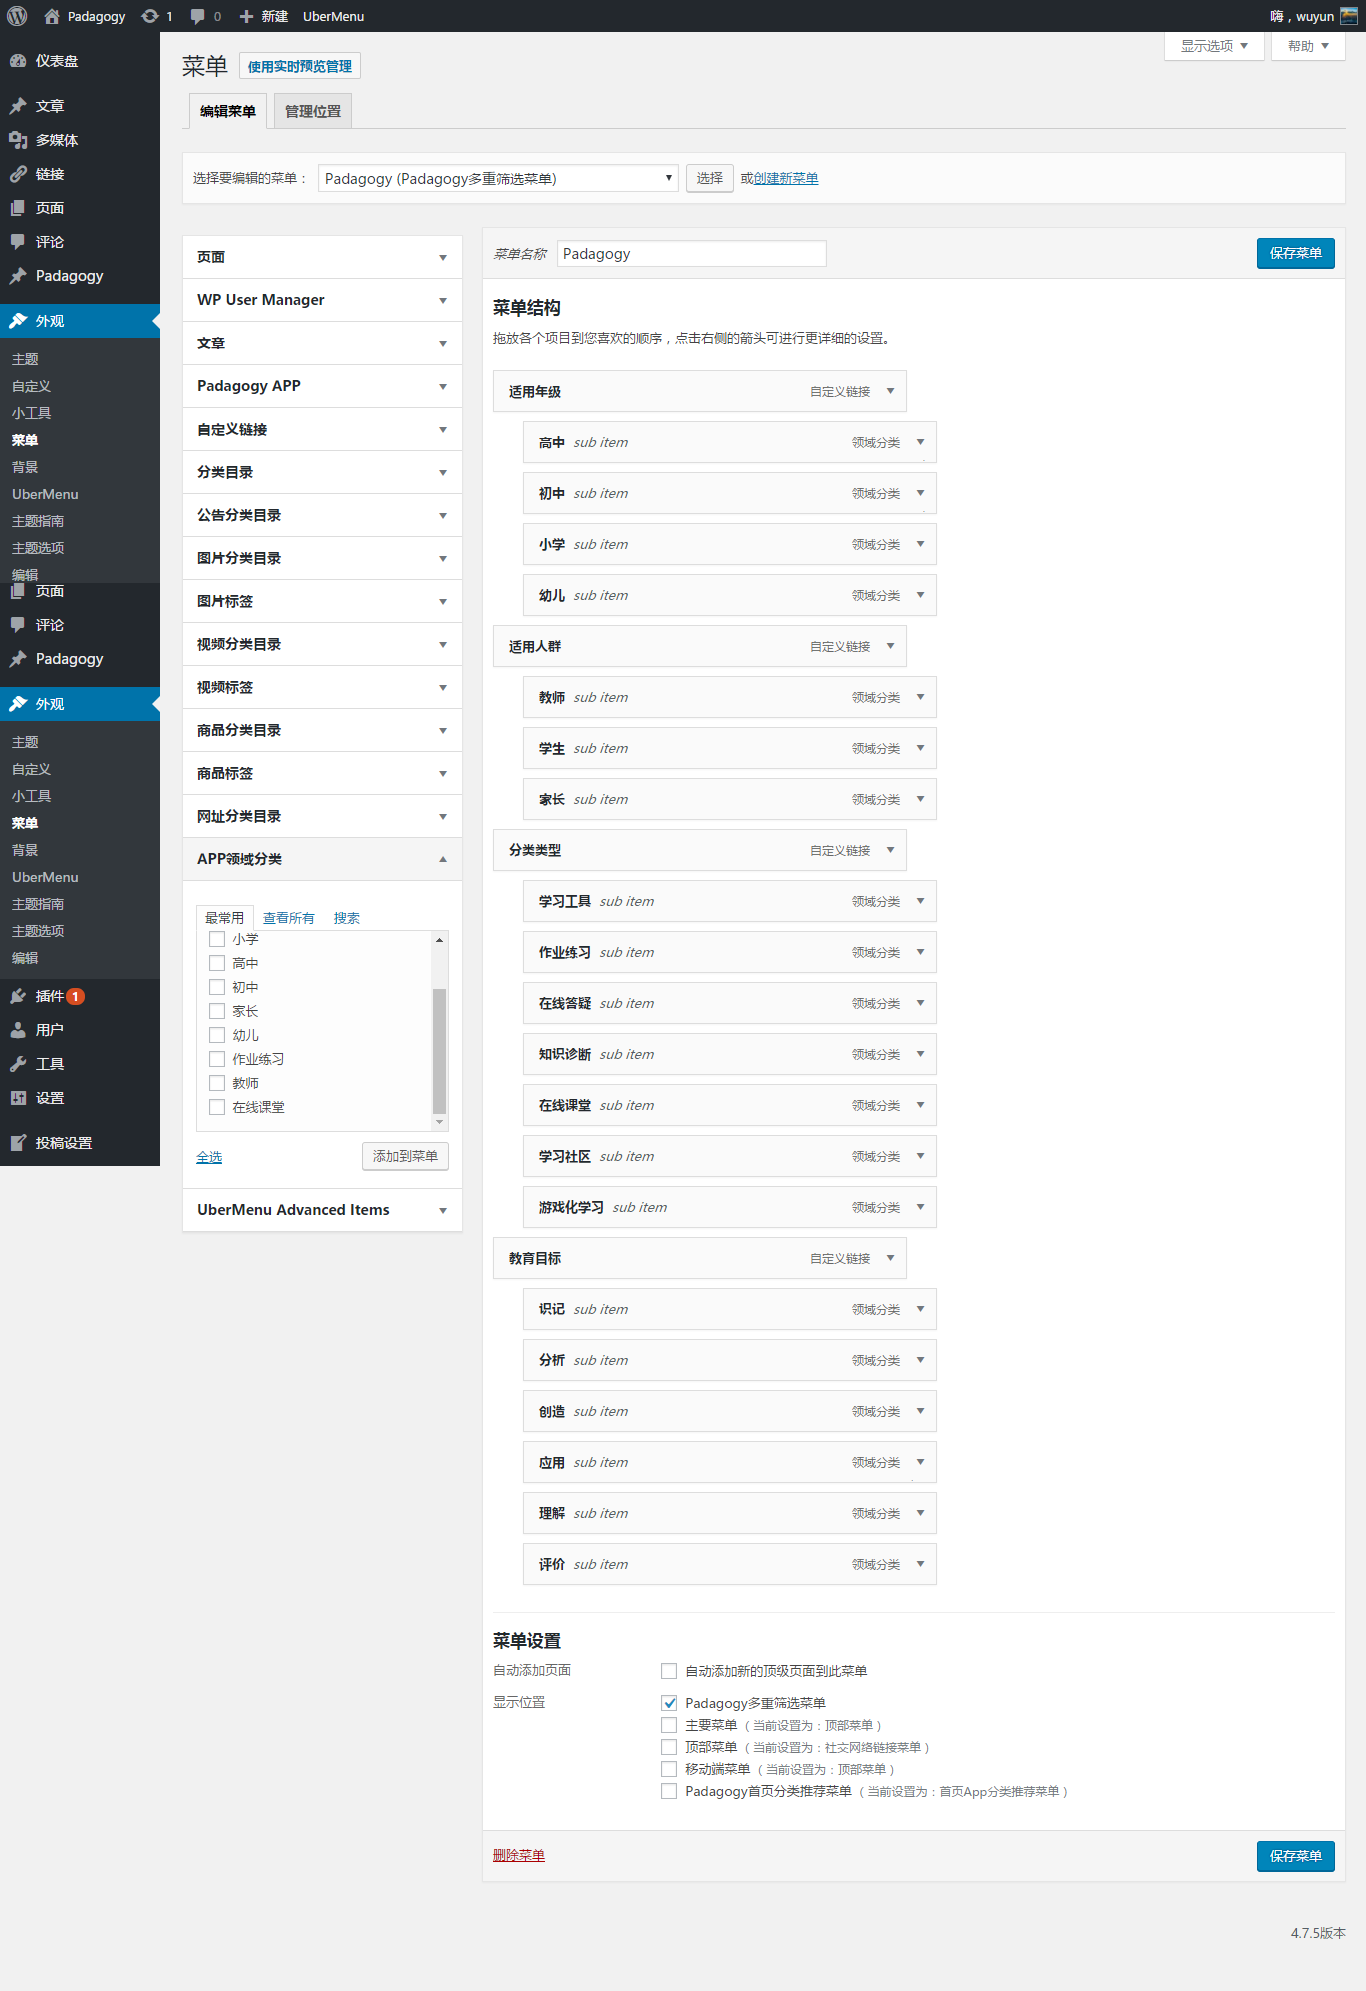 Padagogy 1 0 新建 UberMenu 嗨，wuyun
显示选项 帮助
菜单 使用实时预览管理
编辑菜单 管理位置
选择要编辑的菜单： Padagogy (Padagogy多重筛选菜单) 选择 或创建新菜单
仪表盘
文章
多媒体
链接
页面
评论
Padagogy
外观
主题
自定义
小工具
菜单
背景
UberMenu
主题指南
主题选项
编辑
页面
评论
Padagogy
外观
主题
自定义
小工具
菜单
背景
UberMenu
主题指南
主题选项
编辑
插件 1
用户
工具
设置
投稿设置
页面
WP User Manager
文章
Padagogy APP
自定义链接
分类目录
公告分类目录
图片分类目录
图片标签
视频分类目录
视频标签
商品分类目录
商品标签
网址分类目录
APP领域分类
最常用 查看所有 搜索
小学
高中
初中
家长
幼儿
作业练习
教师
在线课堂
全选 添加到菜单
UberMenu Advanced Items
菜单名称 Padagogy 保存菜单
菜单结构
拖放各个项目到您喜欢的顺序，点击右侧的箭头可进行更详细的设置。
适用年级 自定义链接
高中 sub item 领域分类
初中 sub item 领域分类
小学 sub item 领域分类
幼儿 sub item 领域分类
适用人群 自定义链接
教师 sub item 领域分类
学生 sub item 领域分类
家长 sub item 领域分类
分类类型 自定义链接
学习工具 sub item 领域分类
作业练习 sub item 领域分类
在线答疑 sub item 领域分类
知识诊断 sub item 领域分类
在线课堂 sub item 领域分类
学习社区 sub item 领域分类
游戏化学习 sub item 领域分类
教育目标 自定义链接
识记 sub item 领域分类
分析 sub item 领域分类
创造 sub item 领域分类
应用 sub item 领域分类
理解 sub item 领域分类
评价 sub item 领域分类
菜单设置
自动添加页面 自动添加新的顶级页面到此菜单
显示位置 Padagogy多重筛选菜单
主要菜单（当前设置为：顶部菜单）
顶部菜单（当前设置为：社交网络链接菜单）
移动端菜单（当前设置为：顶部菜单）
Padagogy首页分类推荐菜单（当前设置为：首页App分类推荐菜单）
删除菜单 保存菜单
4.7.5版本